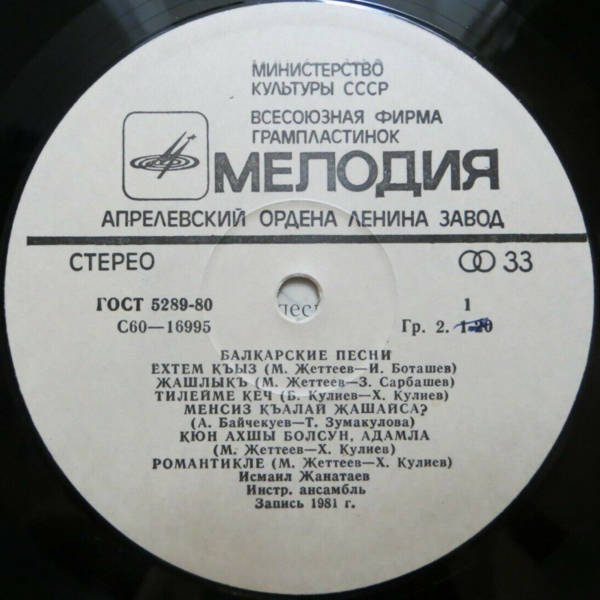 МИНИСТЕРСТВО
КУЛЬТУРЫ СССР
ВСЕСОЮЗНАЯ ФИРМА
ГРАМПЛАСТИНОК
МЕЛОДИЯ
АПРЕЛЕВСКИЙ ОРДЕНА ЛЕНИНА ЗАВОД
СТЕРЕО 33
ГОСТ 5289-80 1
С60—16995 Гр. 2.
БАЛКАРСКИЕ ПЕСНИ
ЕХТЕМ КЪЫЗ (М. Жеттеев—И. Боташев)
ЖАШЛЫКЪ (М. Жеттеев—З. Сарбашев)
ТИЛЕЙМЕ КЕЧ (Б. Кулиев—Х. Кулиев)
МЕНСИЗ КЪАЛАЙ ЖАШАЙСА?
(А. Байчекуев—Т. Зумакулова)
КЮН АХШЫ БОЛСУН, АДАМЛА
(М. Жеттеев—Х. Кулиев)
РОМАНТИКЛЕ (М. Жеттеев—Х. Кулиев)
Исмаил Жанатаев
Инстр. ансамбль
Запись 1981 г.